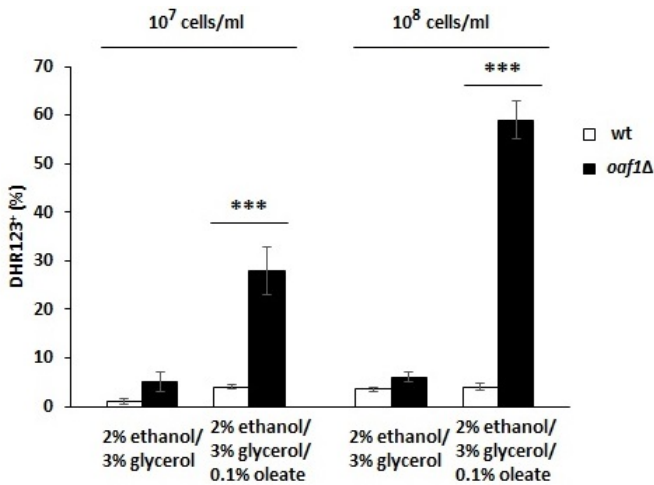 10⁷ cells/ml
10⁸ cells/ml
70
60
50
40
30
20
10
0
DHR123⁺ (%)
***
***
wt
oaf1Δ
2% ethanol/
3% glycerol
2% ethanol/
3% glycerol/
0.1% oleate
2% ethanol/
3% glycerol
2% ethanol/
3% glycerol/
0.1% oleate